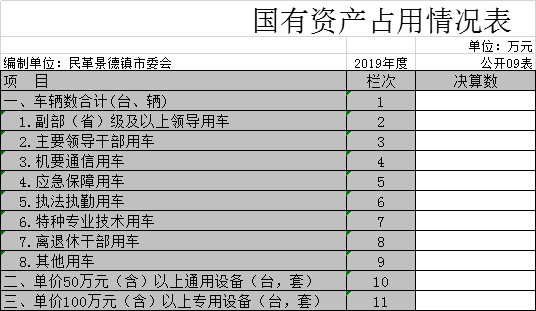 国有资产占用情况表
单位：万元
编制单位：民革景德镇市委会 2019年度 公开09表
项 目 栏次 决算数
一、车辆数合计(台、辆) 1
1.副部（省）级及以上领导用车 2
2.主要领导干部用车 3
3.机要通信用车 4
4.应急保障用车 5
5.执法执勤用车 6
6.特种专业技术用车 7
7.离退休干部用车 8
8.其他用车 9
二、单价50万元（含）以上通用设备（台，套） 10
三、单价100万元（含）以上专用设备（台，套） 11